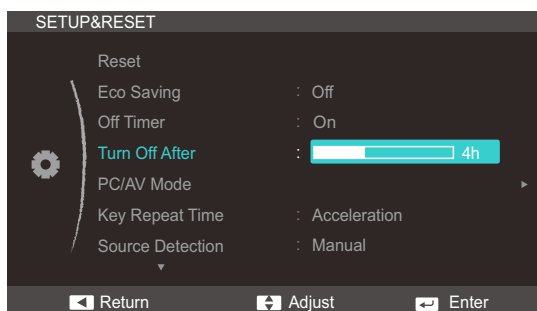 SETUP&RESET
Reset
Eco Saving : Off
Off Timer : On
Turn Off After : 4h
PC/AV Mode
Key Repeat Time : Acceleration
Source Detection : Manual
Return Adjust Enter